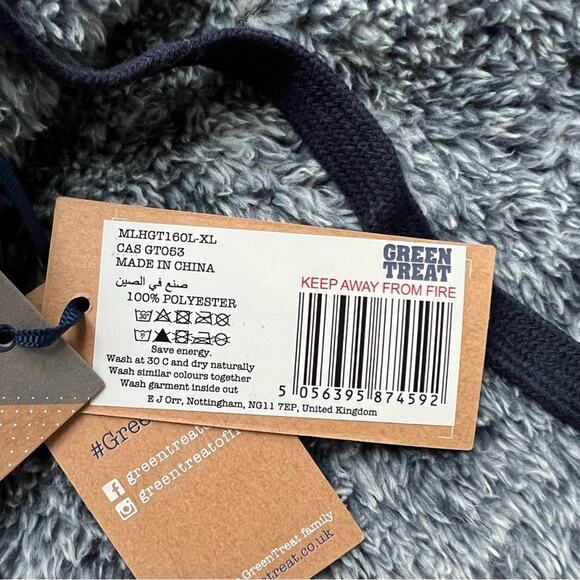 MLHGT160L-XL
CAS GT053
MADE IN CHINA
صنع في الصين
100% POLYESTER
Save energy.
Wash at 30 C and dry naturally
Wash similar colours together
Wash garment inside out
E J Orr, Nottingham, NG11 7EP, United Kingdom
GREEN
TREAT
KEEP AWAY FROM FIRE
5 056395 874592
#Gree
greentreat
greentreatoff
GreenTreat family
treat.co.uk